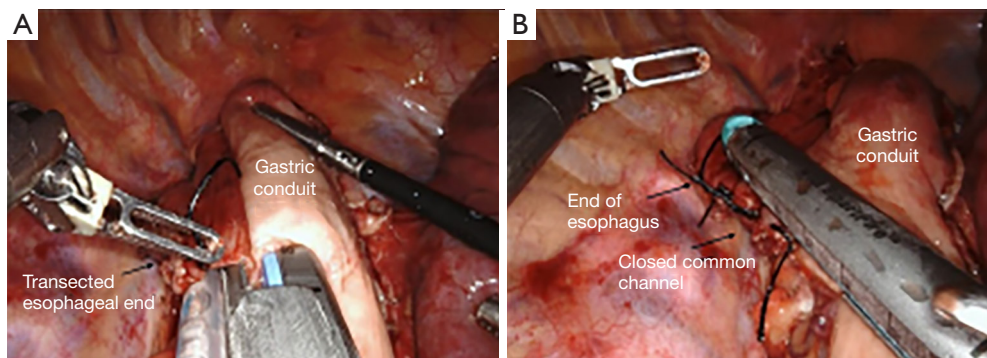 A
Gastric
conduit
Transected
esophageal end
B
Gastric
conduit
End of
esophagus
Closed common
channel